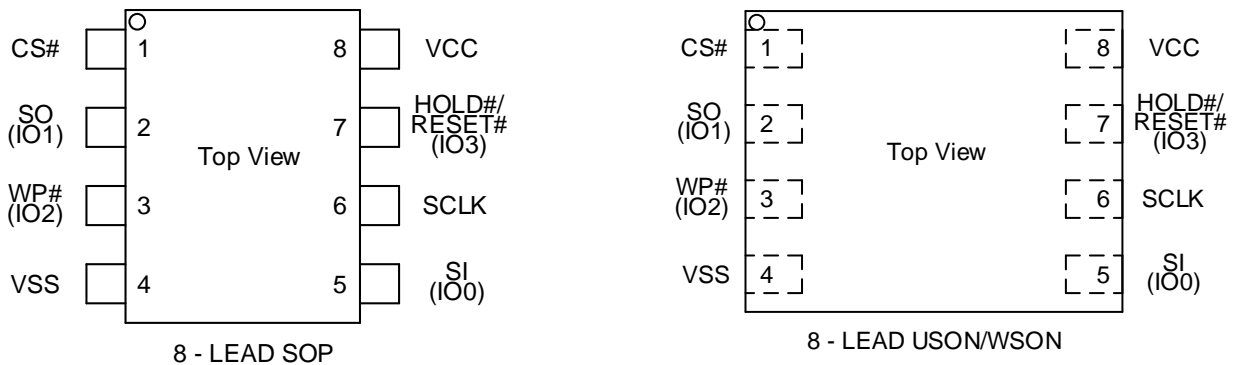 CS#
1
8
VCC
SO
(IO1)
2
7
HOLD#/
RESET#
(IO3)
Top View
WP#
(IO2)
3
6
SCLK
VSS
4
5
SI
(IO0)
8 - LEAD SOP
CS#
1
8
VCC
SO
(IO1)
2
7
HOLD#/
RESET#
(IO3)
Top View
WP#
(IO2)
3
6
SCLK
VSS
4
5
SI
(IO0)
8 - LEAD USON/WSON